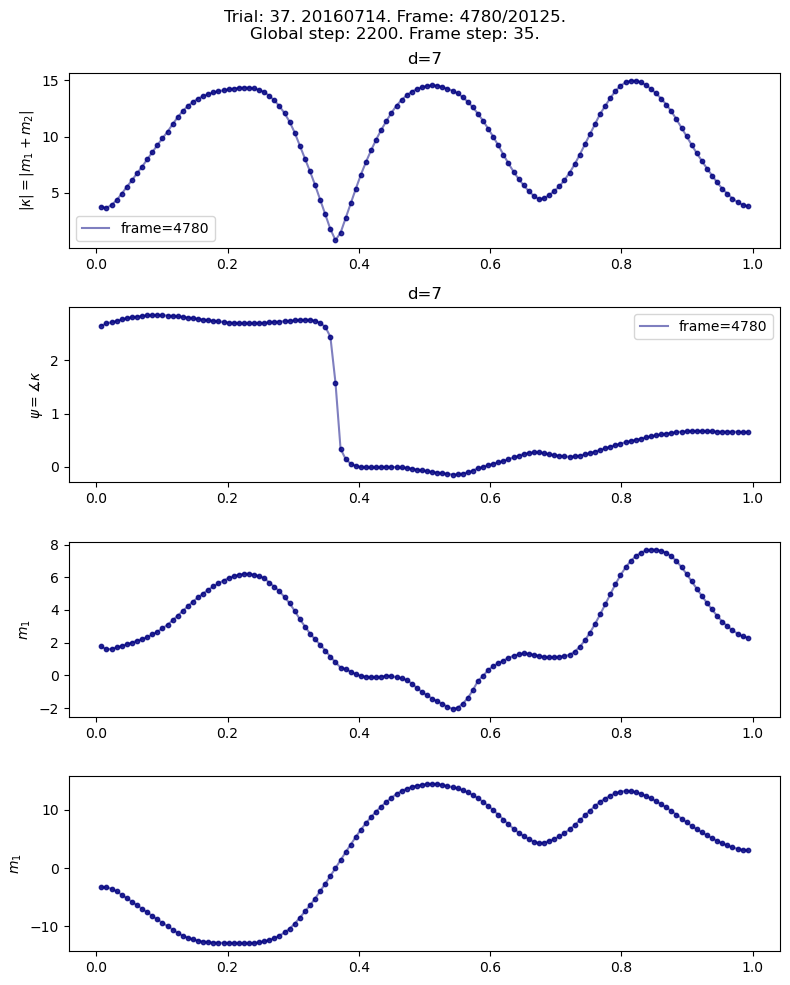 Trial: 37. 20160714. Frame: 4780/20125.
Global step: 2200. Frame step: 35.
d=7
|κ| = |m₁ + m₂|
15
10
5
frame=4780
0.0 0.2 0.4 0.6 0.8 1.0
d=7
ψ = ∡κ
2
1
0
frame=4780
0.0 0.2 0.4 0.6 0.8 1.0
m₁
8
6
4
2
0
−2
0.0 0.2 0.4 0.6 0.8 1.0
m₁
10
0
−10
0.0 0.2 0.4 0.6 0.8 1.0